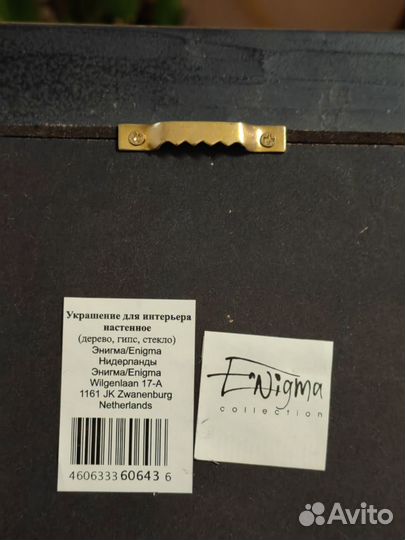 Украшение для интерьера
настенное
(дерево, гипс, стекло)
Энигма/Enigma
Нидерланды
Энигма/Enigma
Wilgenlaan 17-A
1161 JK Zwanenburg
Netherlands
4606333 60643 6
Enigma
collection
Avito